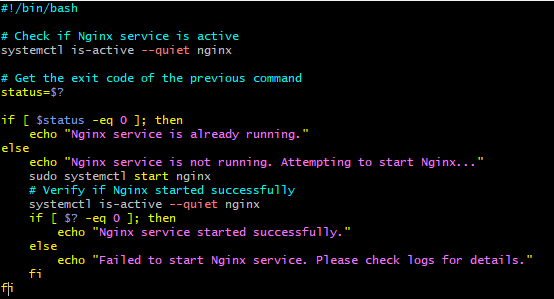 #!/bin/bash

# Check if Nginx service is active
systemctl is-active --quiet nginx

# Get the exit code of the previous command
status=$?

if [ $status -eq 0 ]; then
    echo "Nginx service is already running."
else
    echo "Nginx service is not running. Attempting to start Nginx..."
    sudo systemctl start nginx
    # Verify if Nginx started successfully
    systemctl is-active --quiet nginx
    if [ $? -eq 0 ]; then
        echo "Nginx service started successfully."
    else
        echo "Failed to start Nginx service. Please check logs for details."
    fi
fi